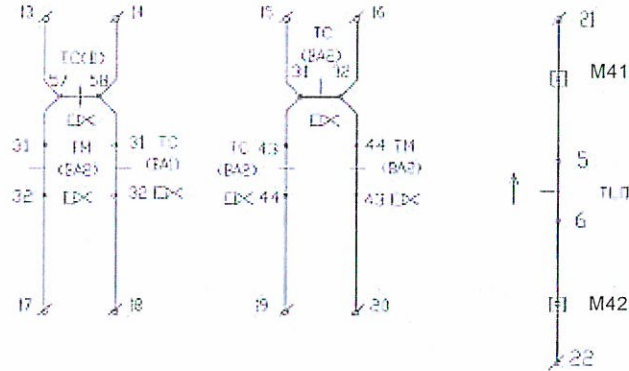 13 14 15 16 21
TC(B) TC
(BA2)
57 58 31 32
M41
31 TM 31 TC TC 43 44 TM
(BA2) (BA1) (BA2) (BA2)
32 32 44 43
5
6
17 18 19 20
M42
22